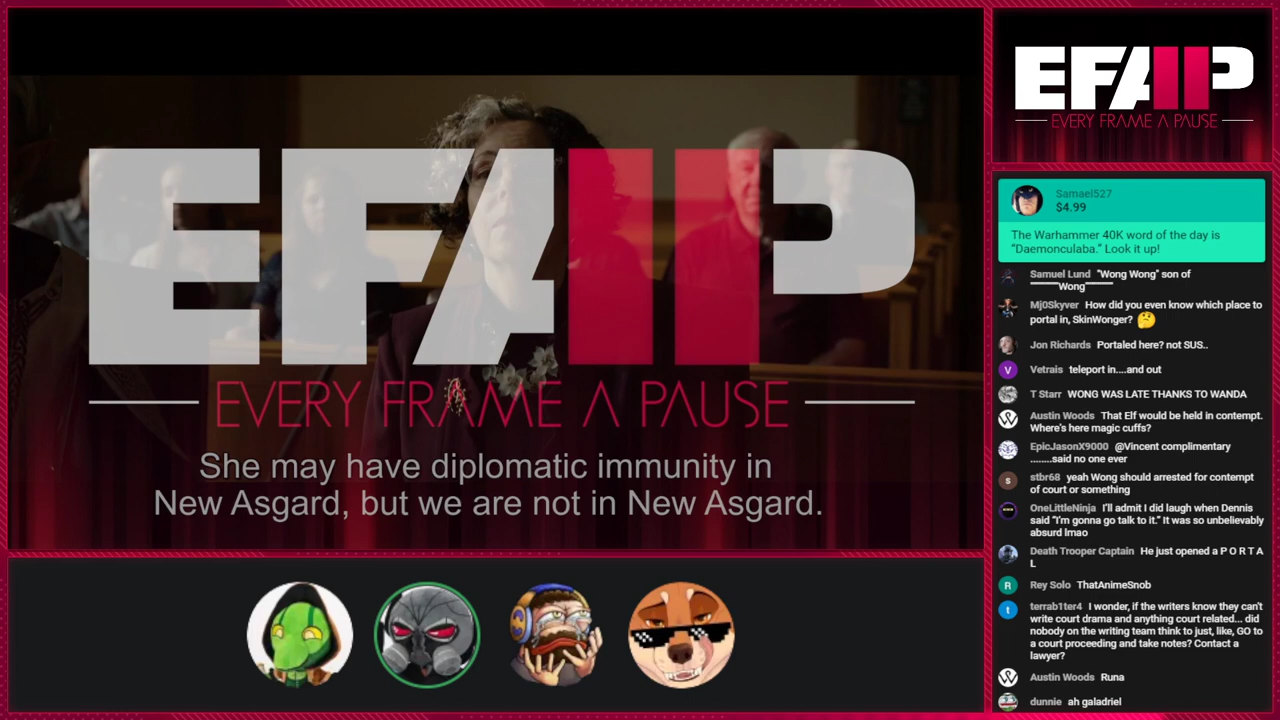 EFAP
EVERY FRAME A PAUSE
She may have diplomatic immunity in
New Asgard, but we are not in New Asgard.
EFAP
EVERY FRAME A PAUSE
Samael527
$4.99
The Warhammer 40K word of the day is
“Daemonculaba.” Look it up!
Samuel Lund "Wong Wong" son of
Wong
Mj0Skyver How did you even know which place to
portal in, SkinWonger? 🤔
Jon Richards Portaled here? not SUS..
V
Vetrais teleport in....and out
T Starr WONG WAS LATE THANKS TO WANDA
Austin Woods That Elf would be held in contempt.
Where's here magic cuffs?
EpicJasonX9000 @Vincent complimentary
........said no one ever
s
stbr68 yeah Wong should arrested for contempt
of court or something
OneLittleNinja I'll admit I did laugh when Dennis
said "I'm gonna go talk to it." It was so unbelievably
absurd lmao
Death Trooper Captain He just opened a P O R T A
L
R
Rey Solo ThatAnimeSnob
t
terrab1ter4 I wonder, if the writers know they can't
write court drama and anything court related... did
nobody on the writing team think to just, like, GO to
a court proceeding and take notes? Contact a
lawyer?
Austin Woods Runa
dunnie ah galadriel